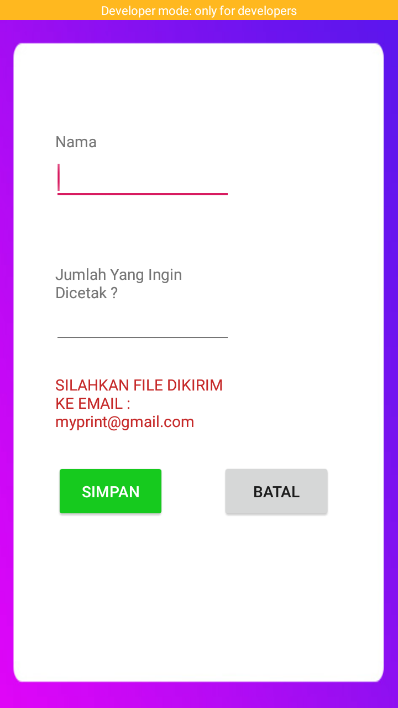 Developer mode: only for developers
Nama
Jumlah Yang Ingin
Dicetak ?
SILAHKAN FILE DIKIRIM
KE EMAIL :
myprint@gmail.com
SIMPAN
BATAL